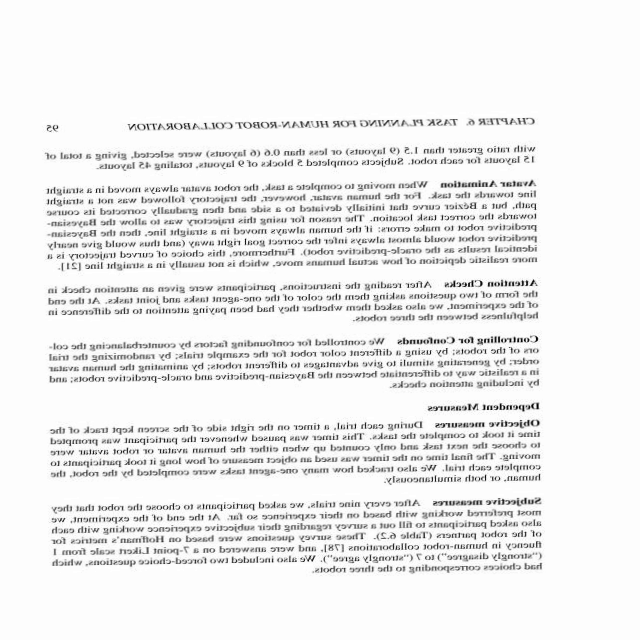 CHAPTER 6. TASK PLANNING FOR HUMAN-ROBOT COLLABORATION 95
with ratio greater than 1.5 (9 layouts) or less than 0.6 (6 layouts) were selected, giving a total of
15 layouts for each robot. Subjects completed 5 blocks of 9 layouts, totaling 45 layouts.
Avatar Animation When moving to complete a task, the robot avatar always moved in a straight
line towards the task. For the human avatar, however, the trajectory followed was not a straight
path, but a Bézier curve that initially deviated to a side and then gradually corrected its course
towards the correct task location. The reason for using this trajectory was to allow the Bayesian-
predictive robot to make errors: if the human always moved in a straight line, then the Bayesian-
predictive robot would almost always infer the correct goal right away (and thus would give nearly
identical results as the oracle-predictive robot). Furthermore, this choice of curved trajectory is a
more realistic depiction of how actual humans move, which is not usually in a straight line [21].
Attention Checks After reading the instructions, participants were given an attention check in
the form of two questions asking them the color of the one-agent tasks and joint tasks. At the end
of the experiment, we also asked them whether they had been paying attention to the difference in
helpfulness between the three robots.
Controlling for Confounds We controlled for confounding factors by counterbalancing the col-
ors of the robots; by using a different color robot for the example trials; by randomizing the trial
order; by generating stimuli to give advantages to different robots; by animating the human avatar
in a realistic way to differentiate between the Bayesian-predictive and oracle-predictive robots; and
by including attention checks.
Dependent Measures
Objective measures During each trial, a timer on the right side of the screen kept track of the
time it took to complete the tasks. This timer was paused whenever the participant was prompted
to choose the next task and only counted up when either the human avatar or robot avatar were
moving. The final time on the timer was used an object measure of how long it took participants to
complete each trial. We also tracked how many one-agent tasks were completed by the robot, the
human, or both simultaneously.
Subjective measures After every nine trials, we asked participants to choose the robot that they
most preferred working with based on their experience so far. At the end of the experiment, we
also asked participants to fill out a survey regarding their subjective experience working with each
of the robot partners (Table 6.2). These survey questions were based on Hoffman's metrics for
fluency in human-robot collaborations [78], and were answered on a 7-point Likert scale from 1
("strongly disagree") to 7 ("strongly agree"). We also included two forced-choice questions, which
had choices corresponding to the three robots.